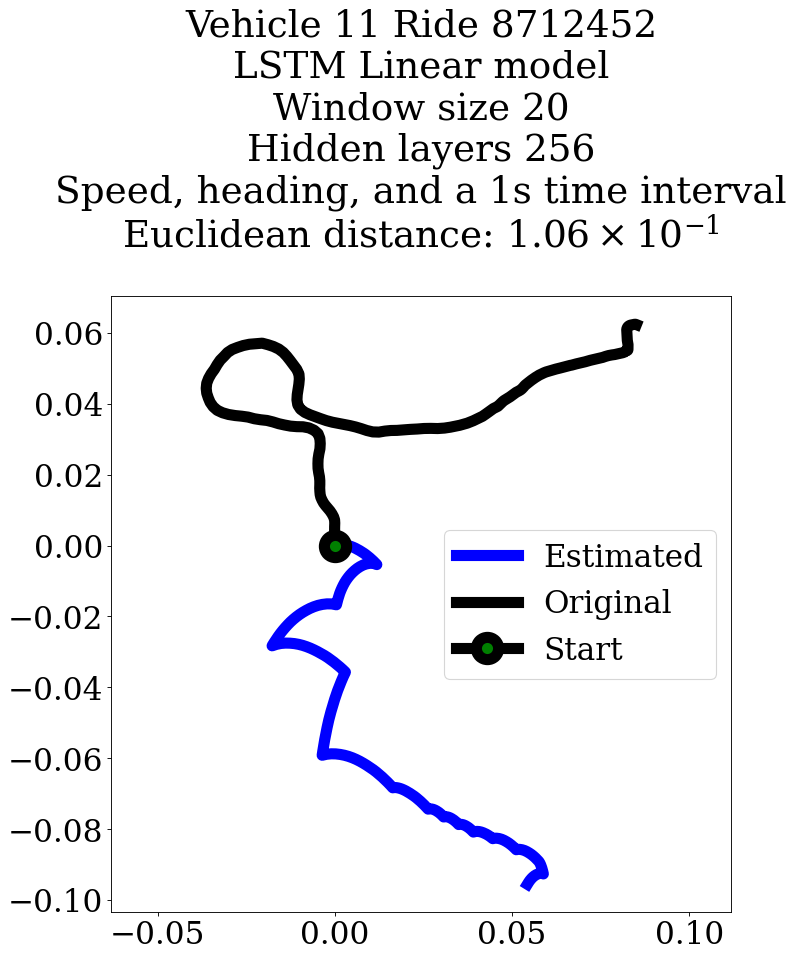 Vehicle 11 Ride 8712452
LSTM Linear model
Window size 20
Hidden layers 256
Speed, heading, and a 1s time interval
Euclidean distance: 1.06 × 10⁻¹
0.06
0.04
0.02
0.00
−0.02
−0.04
−0.06
−0.08
−0.10
Estimated
Original
Start
−0.05 0.00 0.05 0.10